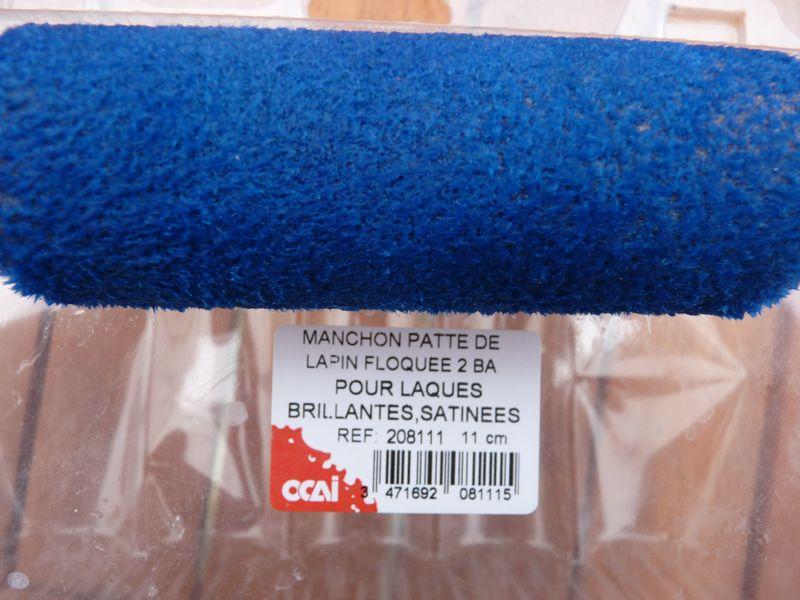 MANCHON PATTE DE
LAPIN FLOQUEE 2 BA
POUR LAQUES
BRILLANTES,SATINEES
REF: 208111 11 cm
OCAi
3 471692 081115